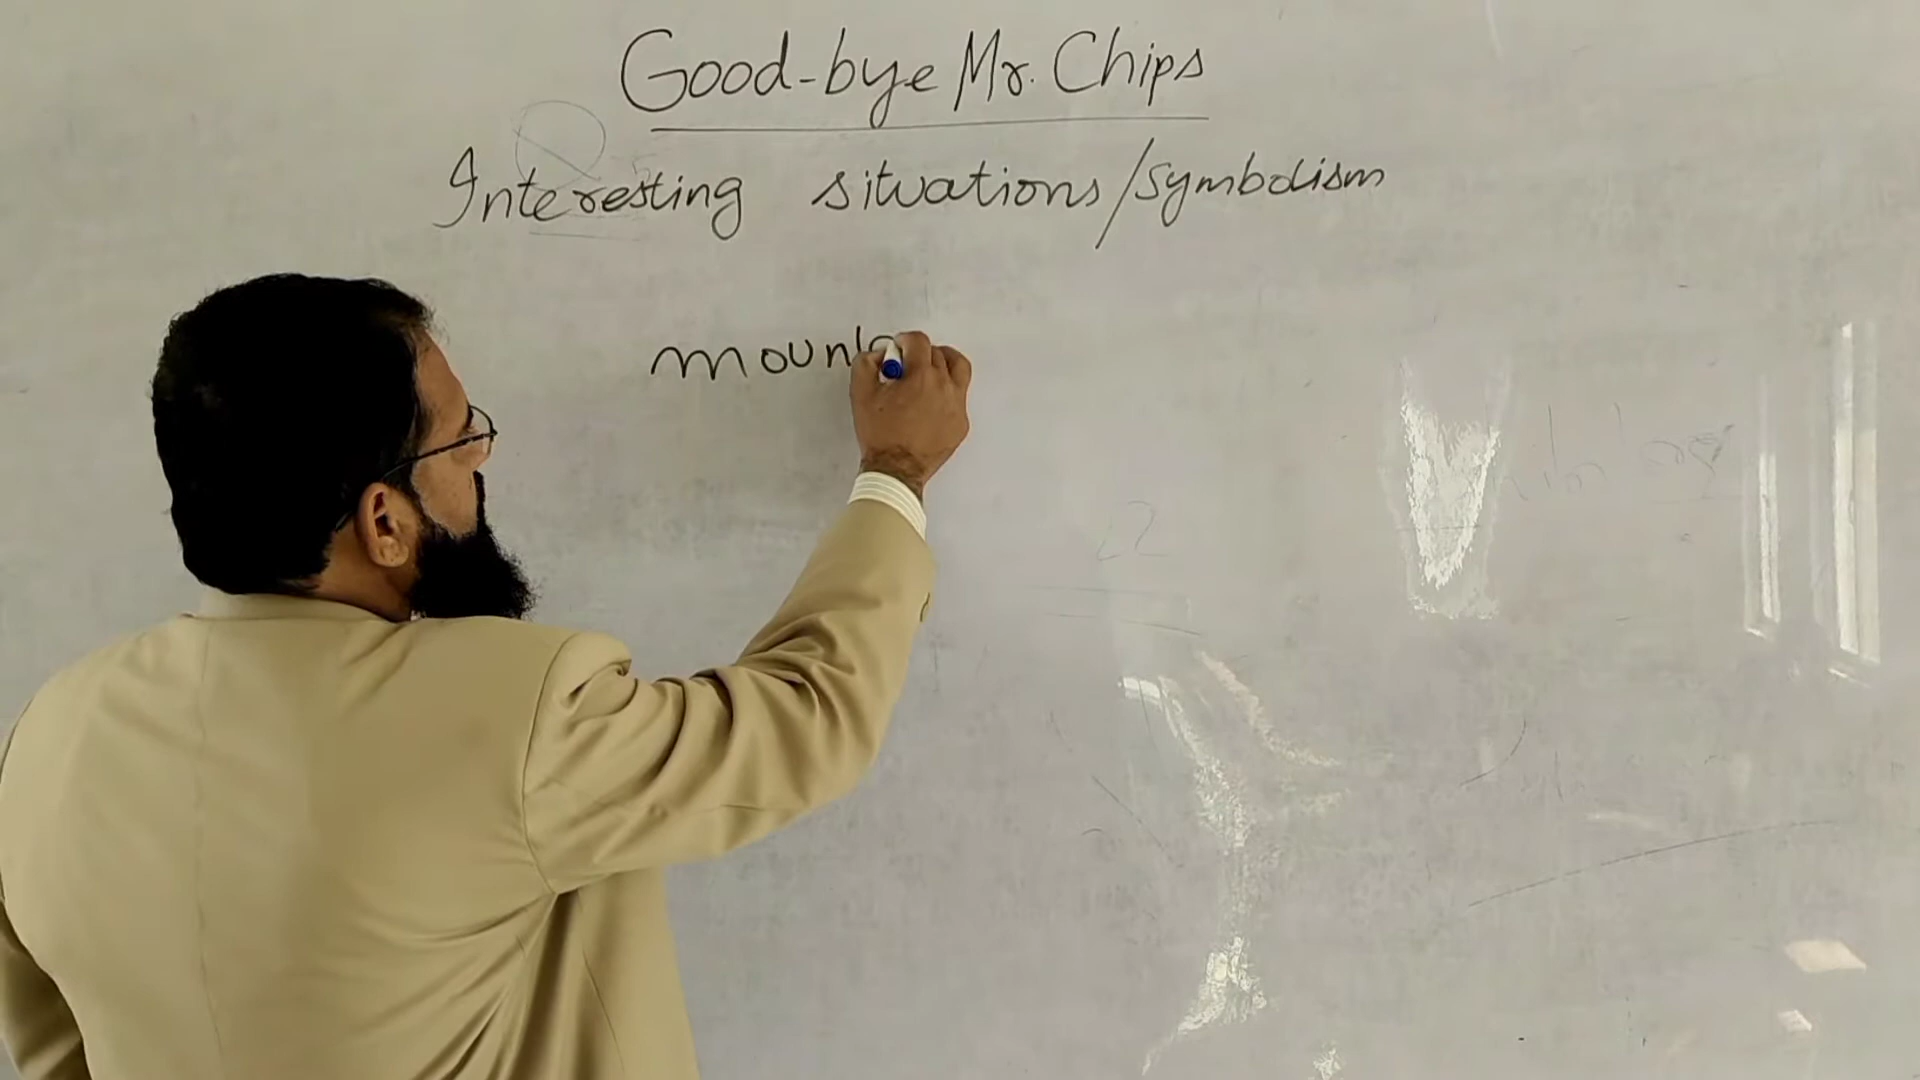 Good-bye Mr. Chips
Interesting situations/symbolism
mounta